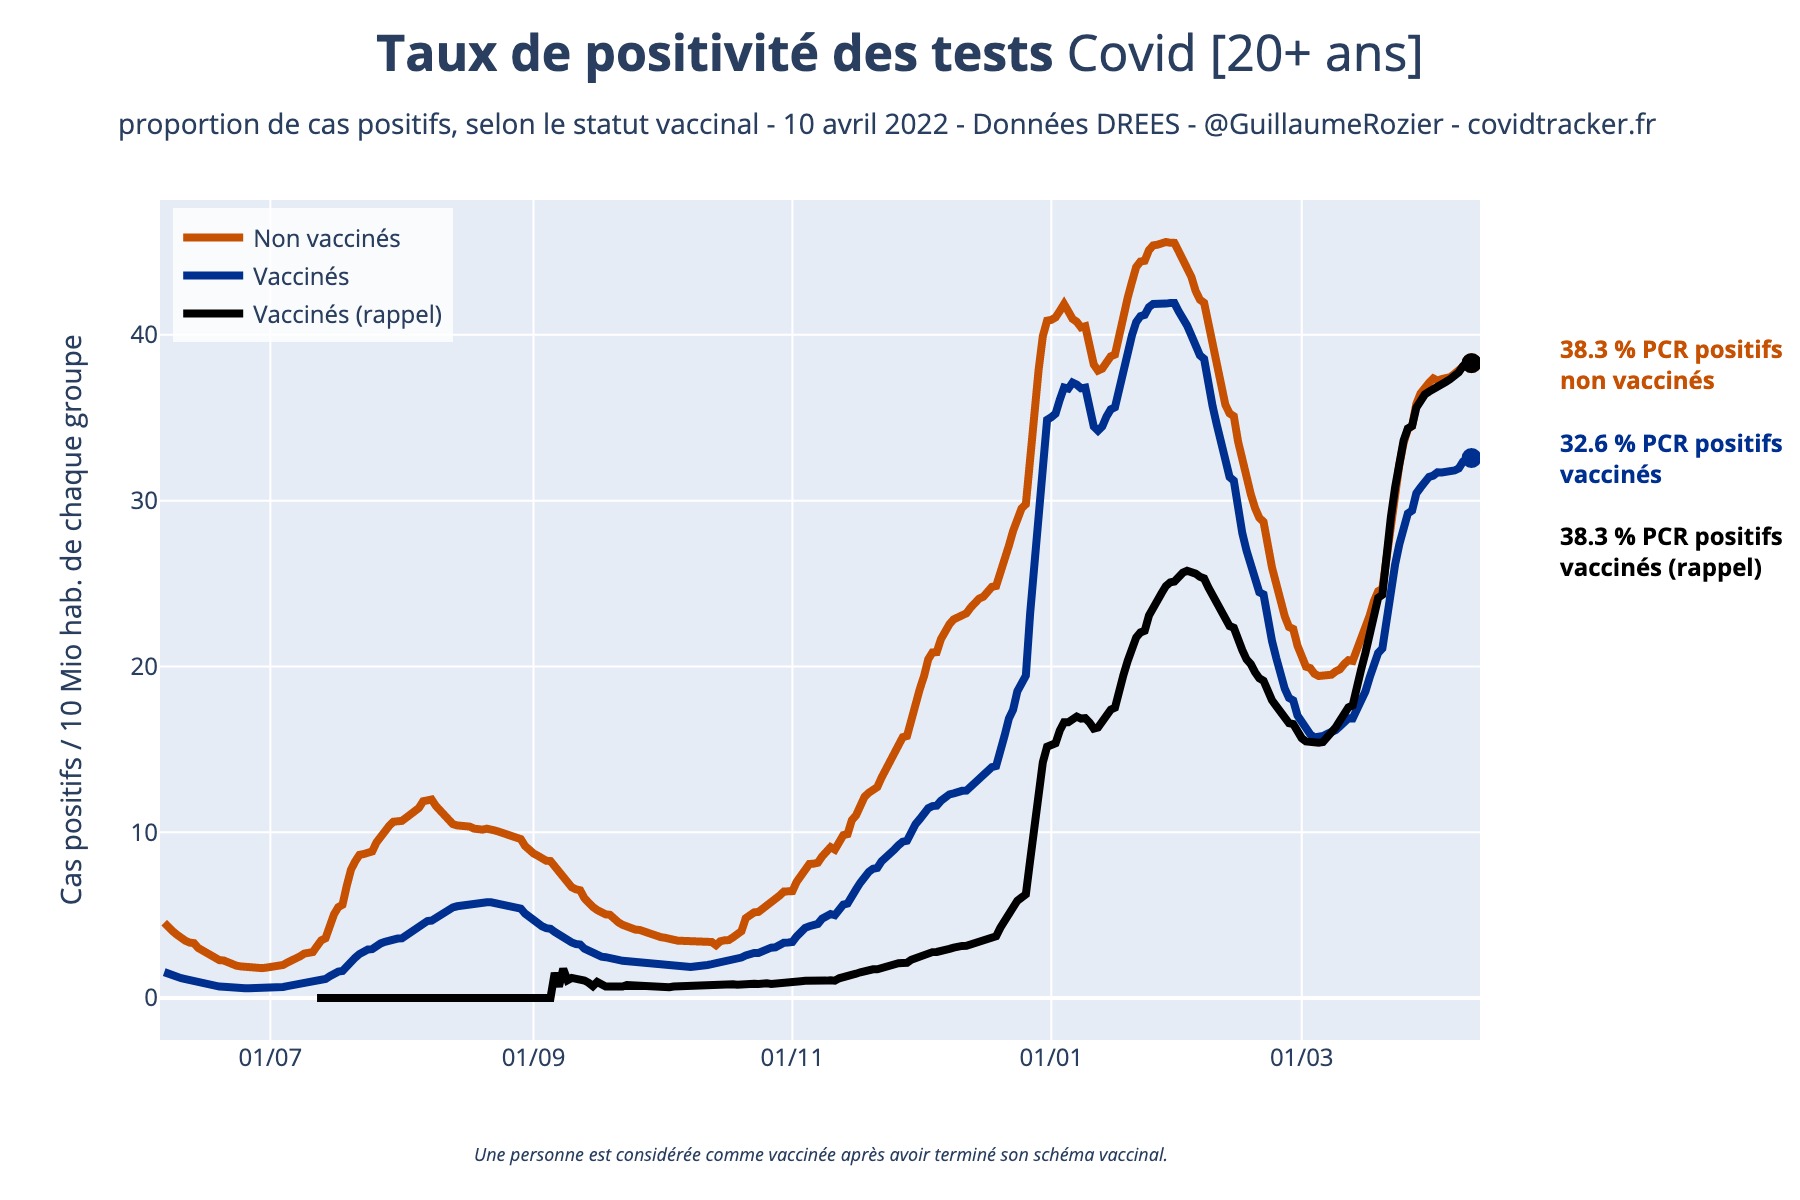 Taux de positivité des tests Covid [20+ ans]
proportion de cas positifs, selon le statut vaccinal - 10 avril 2022 - Données DREES - @GuillaumeRozier - covidtracker.fr
Cas positifs / 10 Mio hab. de chaque groupe
Non vaccinés
Vaccinés
Vaccinés (rappel)
40
30
20
10
0
01/07
01/09
01/11
01/01
01/03
38.3 % PCR positifs
non vaccinés
32.6 % PCR positifs
vaccinés
38.3 % PCR positifs
vaccinés (rappel)
Une personne est considérée comme vaccinée après avoir terminé son schéma vaccinal.